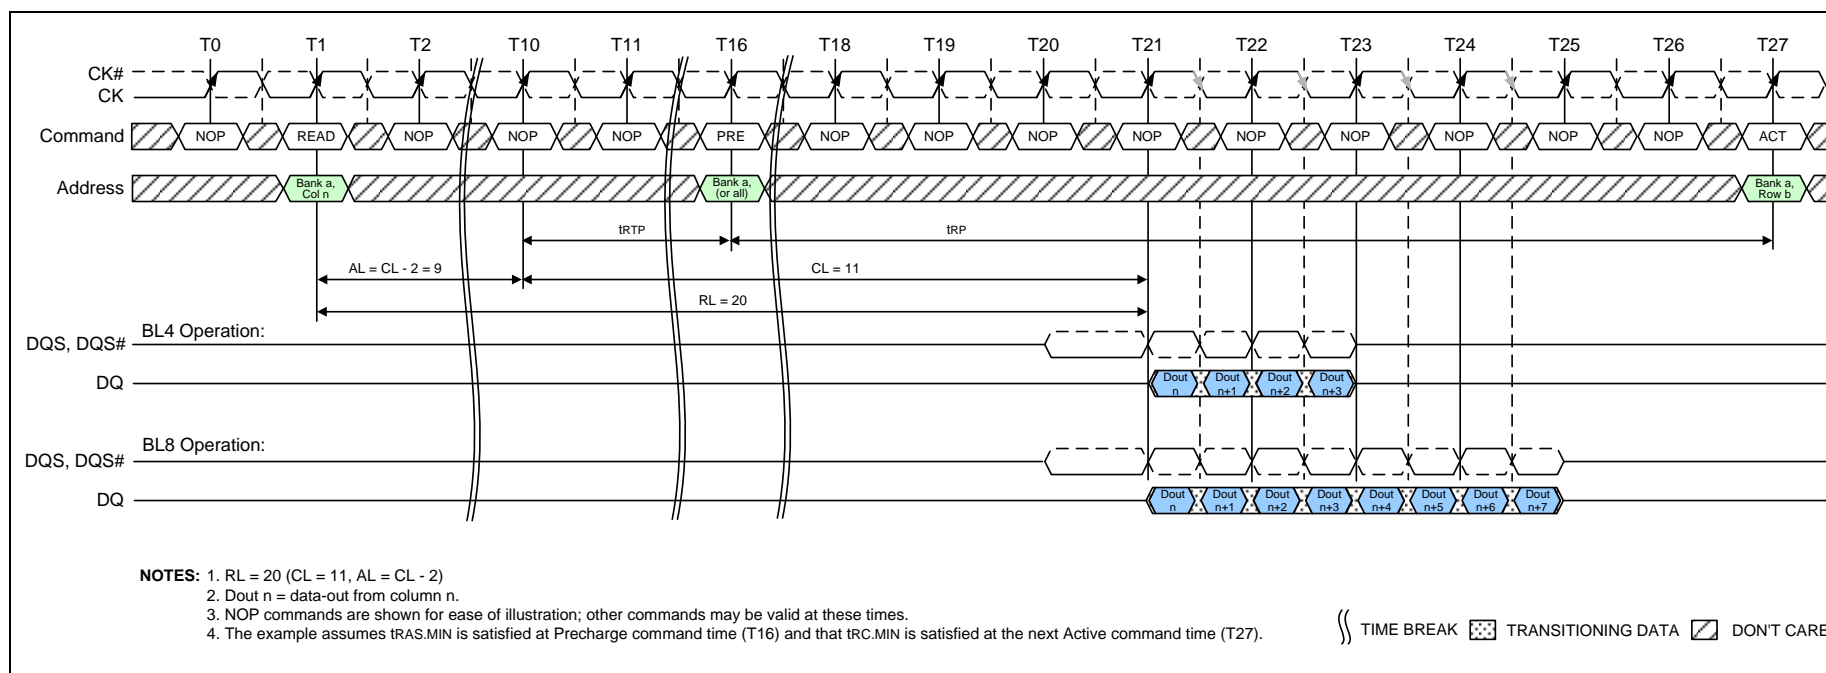 T0 T1 T2 T10 T11 T16 T18 T19 T20 T21 T22 T23 T24 T25 T26 T27
CK#
CK
Command NOP READ NOP NOP NOP PRE NOP NOP NOP NOP NOP NOP NOP NOP NOP ACT
Address Bank a, Col n Bank a, (or all) Bank a, Row b
tRTP tRP
AL = CL - 2 = 9 CL = 11
RL = 20
BL4 Operation:
DQS, DQS#
DQ Dout n Dout n+1 Dout n+2 Dout n+3
BL8 Operation:
DQS, DQS#
DQ Dout n Dout n+1 Dout n+2 Dout n+3 Dout n+4 Dout n+5 Dout n+6 Dout n+7
NOTES: 1. RL = 20 (CL = 11, AL = CL - 2)
2. Dout n = data-out from column n.
3. NOP commands are shown for ease of illustration; other commands may be valid at these times.
4. The example assumes tRAS.MIN is satisfied at Precharge command time (T16) and that tRC.MIN is satisfied at the next Active command time (T27).
TIME BREAK TRANSITIONING DATA DON'T CARE